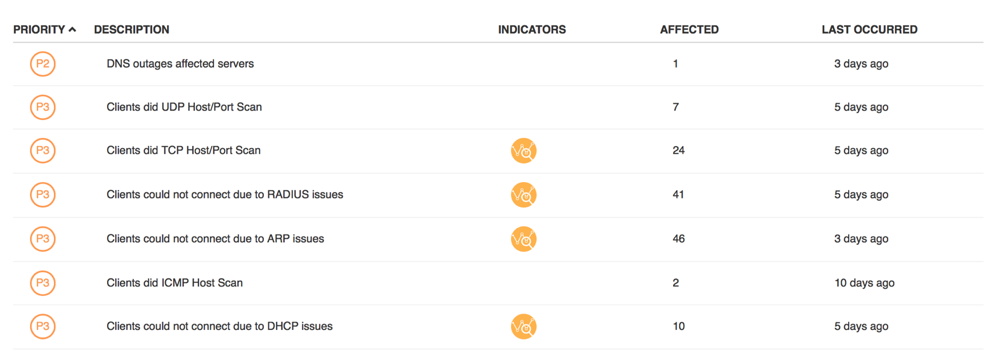 PRIORITY DESCRIPTION INDICATORS AFFECTED LAST OCCURRED
P2 DNS outages affected servers 1 3 days ago
P3 Clients did UDP Host/Port Scan 7 5 days ago
P3 Clients did TCP Host/Port Scan 24 5 days ago
P3 Clients could not connect due to RADIUS issues 41 5 days ago
P3 Clients could not connect due to ARP issues 46 3 days ago
P3 Clients did ICMP Host Scan 2 10 days ago
P3 Clients could not connect due to DHCP issues 10 5 days ago